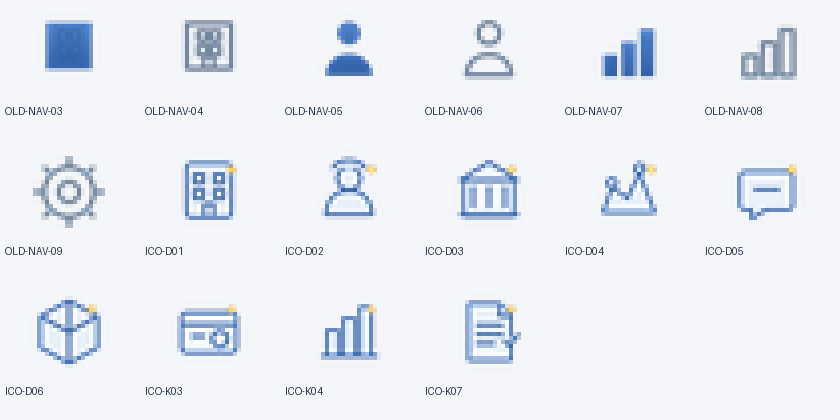 OLD-NAV-03 OLD-NAV-04 OLD-NAV-05 OLD-NAV-06 OLD-NAV-07 OLD-NAV-08
OLD-NAV-09 ICO-D01 ICO-D02 ICO-D03 ICO-D04 ICO-D05
ICO-D06 ICO-K03 ICO-K04 ICO-K07